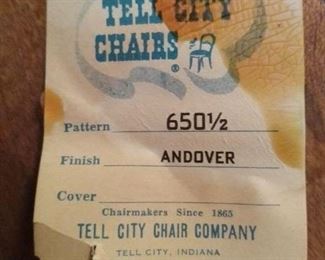 TELL CITY
CHAIRS ®
Pattern 650½
Finish ANDOVER
Cover
Chairmakers Since 1865
TELL CITY CHAIR COMPANY
TELL CITY, INDIANA